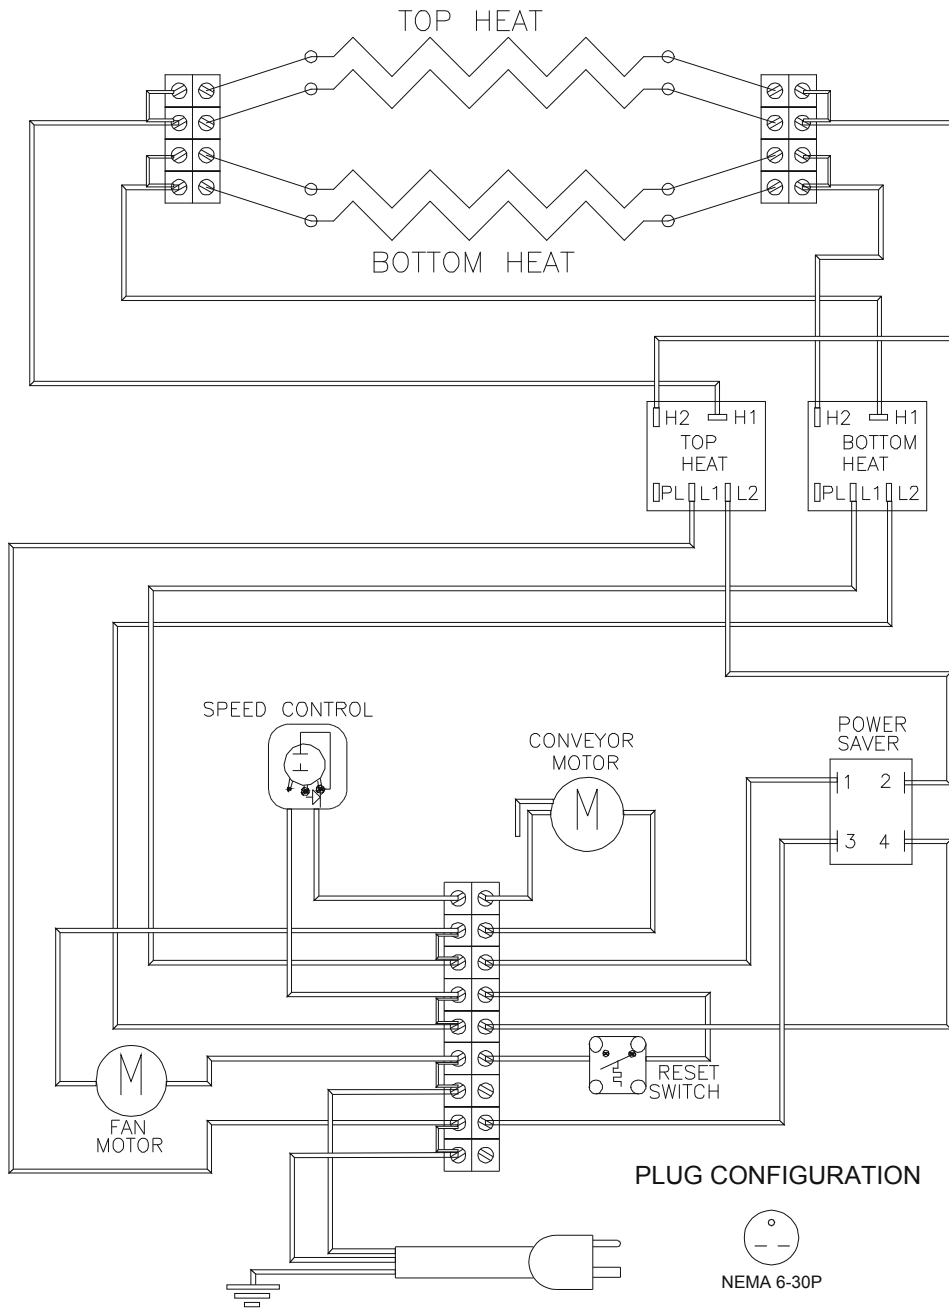 TOP HEAT
BOTTOM HEAT
H2 H1
TOP
HEAT
PL L1 L2
H2 H1
BOTTOM
HEAT
PL L1 L2
SPEED CONTROL
CONVEYOR
MOTOR
M
POWER
SAVER
1 2
3 4
M
FAN
MOTOR
RESET
SWITCH
PLUG CONFIGURATION
NEMA 6-30P